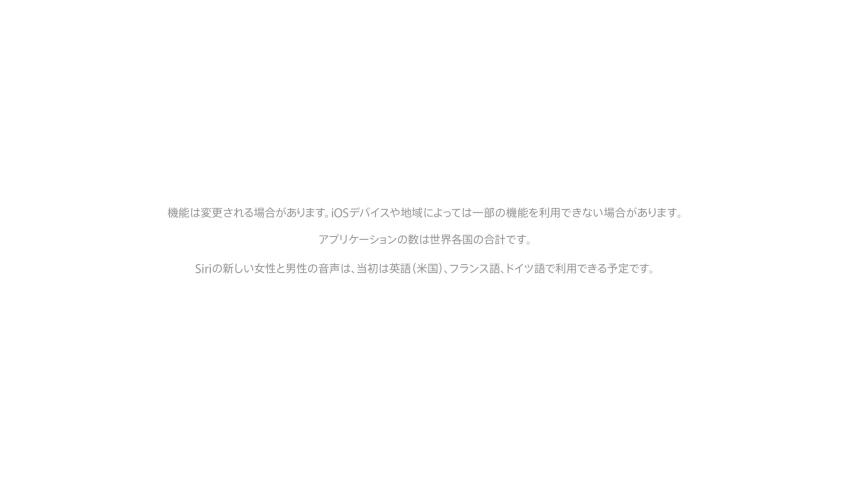 機能は変更される場合があります。iOSデバイスや地域によっては一部の機能を利用できない場合があります。
アプリケーションの数は世界各国の合計です。
Siriの新しい女性と男性の音声は、当初は英語（米国）、フランス語、ドイツ語で利用できる予定です。